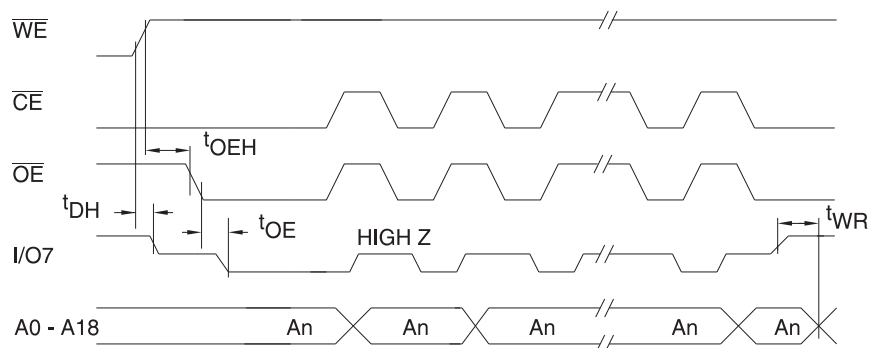 WE
CE
tOEH
OE
tDH
tOE
tWR
HIGH Z
I/O7
A0 - A18 An An An An An